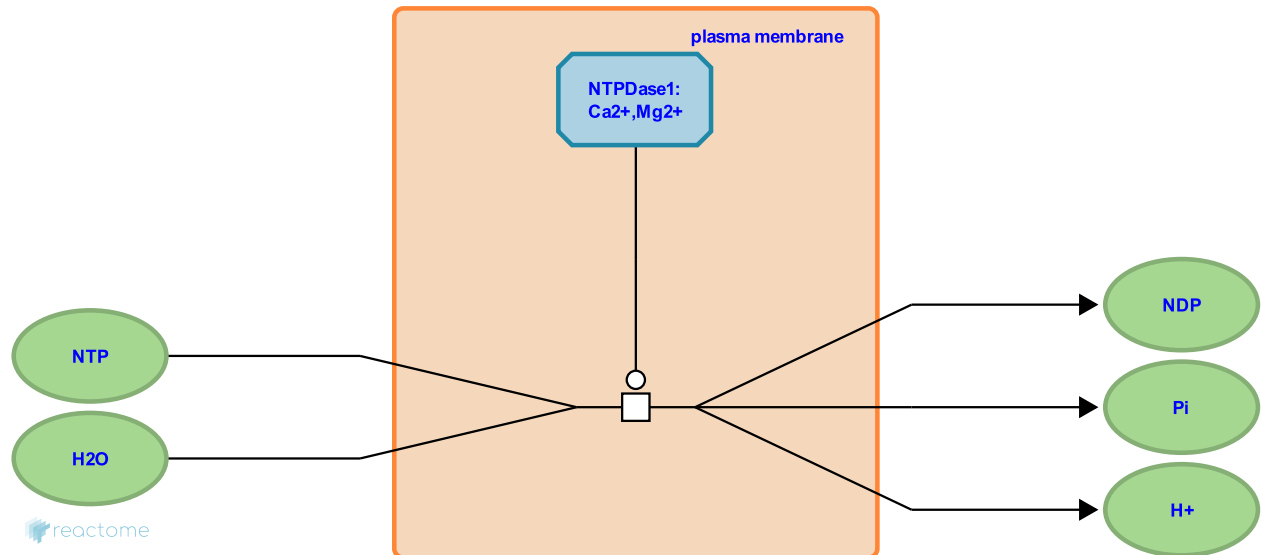 plasma membrane
NTPDase1:
Ca2+,Mg2+
NTP
H2O
NDP
Pi
H+
reactome